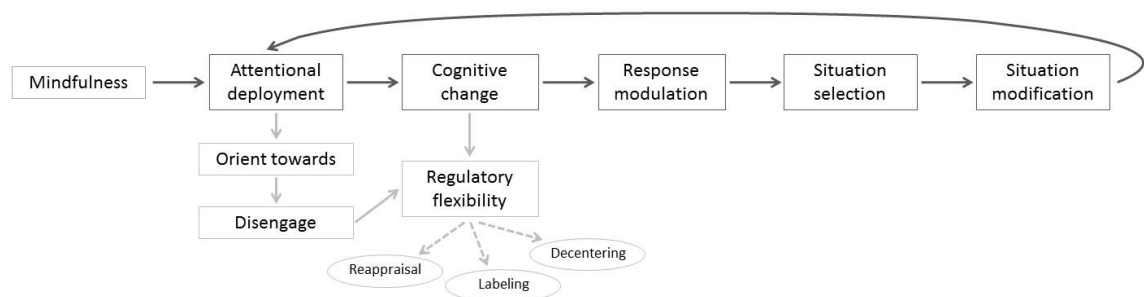 Mindfulness
Attentional
deployment
Cognitive
change
Response
modulation
Situation
selection
Situation
modification
Orient towards
Disengage
Regulatory
flexibility
Reappraisal
Labeling
Decentering